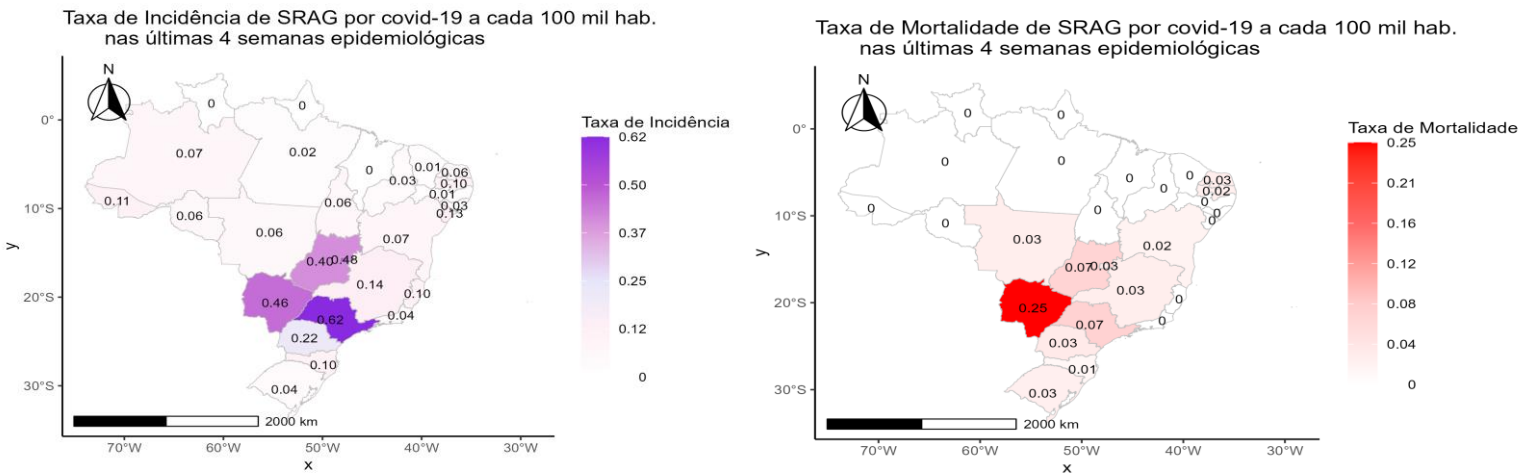 Taxa de Incidência de SRAG por covid-19 a cada 100 mil hab.
nas últimas 4 semanas epidemiológicas
N
0°
10°S
20°S
30°S
y
0
0
0.07
0.02
0
0.03
0.01
0.06
0.10
0.01
0.03
0.13
0.11
0.06
0.06
0.06
0.07
0.40
0.48
0.14
0.46
0.10
0.62
0.04
0.22
0.10
0.04
2000 km
70°W
60°W
50°W
40°W
30°W
x
Taxa de Incidência
0.62
0.50
0.37
0.25
0.12
0
Taxa de Mortalidade de SRAG por covid-19 a cada 100 mil hab.
nas últimas 4 semanas epidemiológicas
N
0°
10°S
20°S
30°S
y
0
0
0
0
0
0
0
0.03
0.02
0
0
0
0
0
0
0.03
0.02
0.07
0.03
0.03
0.25
0
0.07
0
0.03
0.01
0.03
2000 km
70°W
60°W
50°W
40°W
30°W
x
Taxa de Mortalidade
0.25
0.21
0.16
0.12
0.08
0.04
0